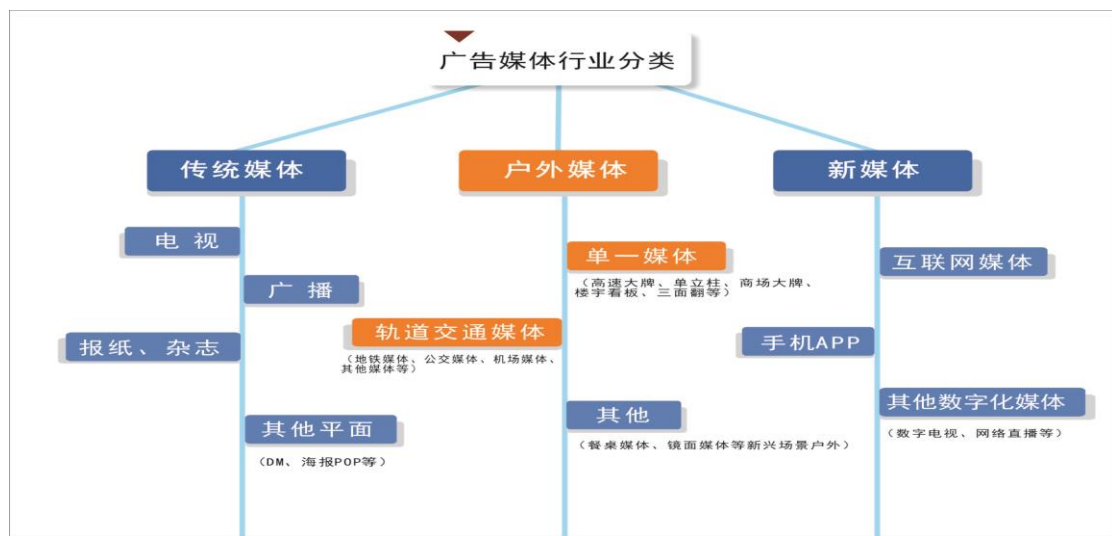 广告媒体行业分类
传统媒体
户外媒体
新媒体
电视
广播
报纸、杂志
其他平面
（DM、海报POP等）
单一媒体
（高速大牌、单立柱、商场大牌、
楼宇看板、三面翻等）
轨道交通媒体
（地铁媒体、公交媒体、机场媒体、
其他媒体等）
其他
（餐桌媒体、镜面媒体等新兴场景户外）
互联网媒体
手机APP
其他数字化媒体
（数字电视、网络直播等）